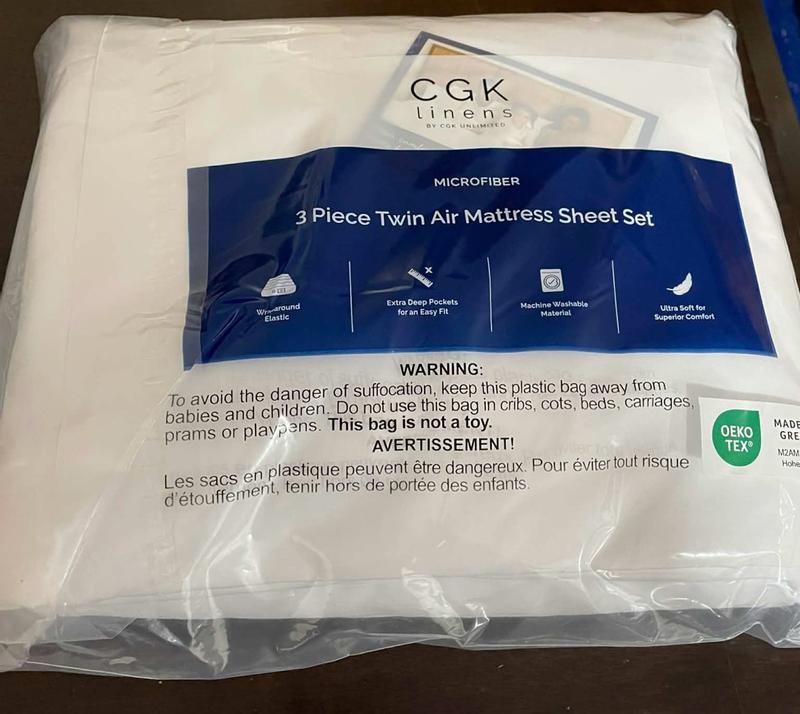 CGK
linens
BY CGK UNLIMITED
MICROFIBER
3 Piece Twin Air Mattress Sheet Set
Elastic
Extra Deep Pockets
for an Easy Fit
Machine Washable
Material
Ultra Soft for
Superior Comfort
WARNING:
To avoid the danger of suffocation, keep this plastic bag away from
babies and children. Do not use this bag in cribs, cots, beds, carriages,
prams or playpens. This bag is not a toy.
AVERTISSEMENT!
Les sacs en plastique peuvent être dangereux. Pour éviter tout risque
d'étouffement, tenir hors de portée des enfants.
OEKO
TEX®
MADE
GRE
M2AM
Hohe